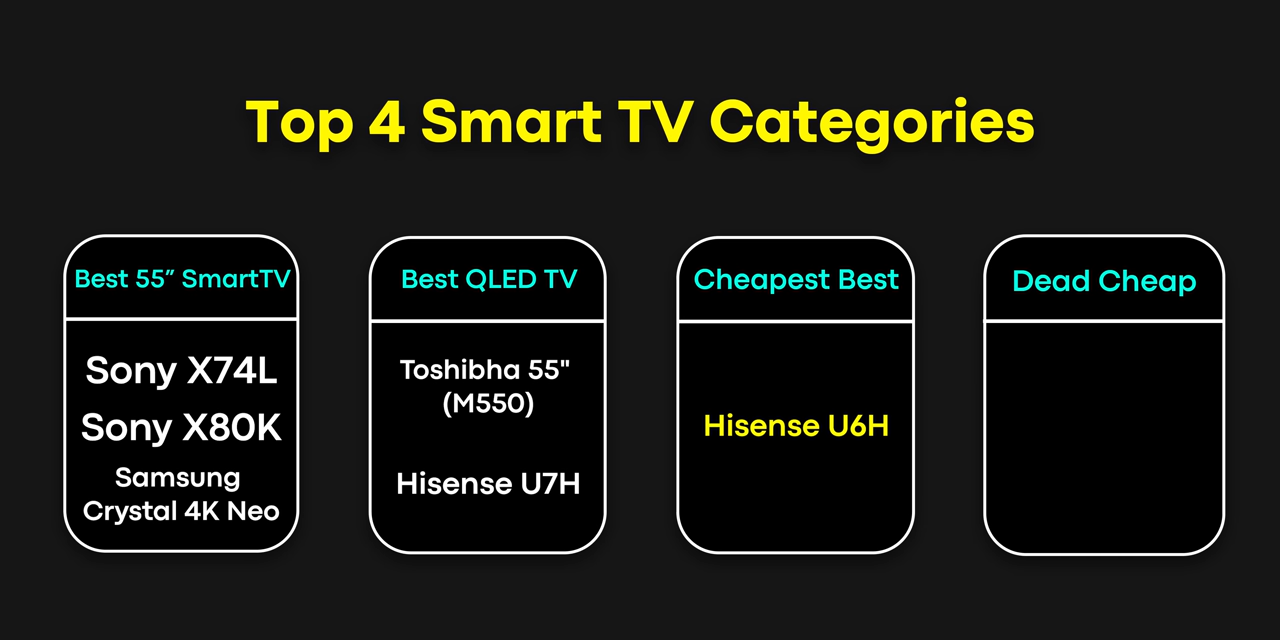 Top 4 Smart TV Categories
Best 55” SmartTV
Sony X74L
Sony X80K
Samsung
Crystal 4K Neo
Best QLED TV
Toshibha 55"
(M550)
Hisense U7H
Cheapest Best
Hisense U6H
Dead Cheap